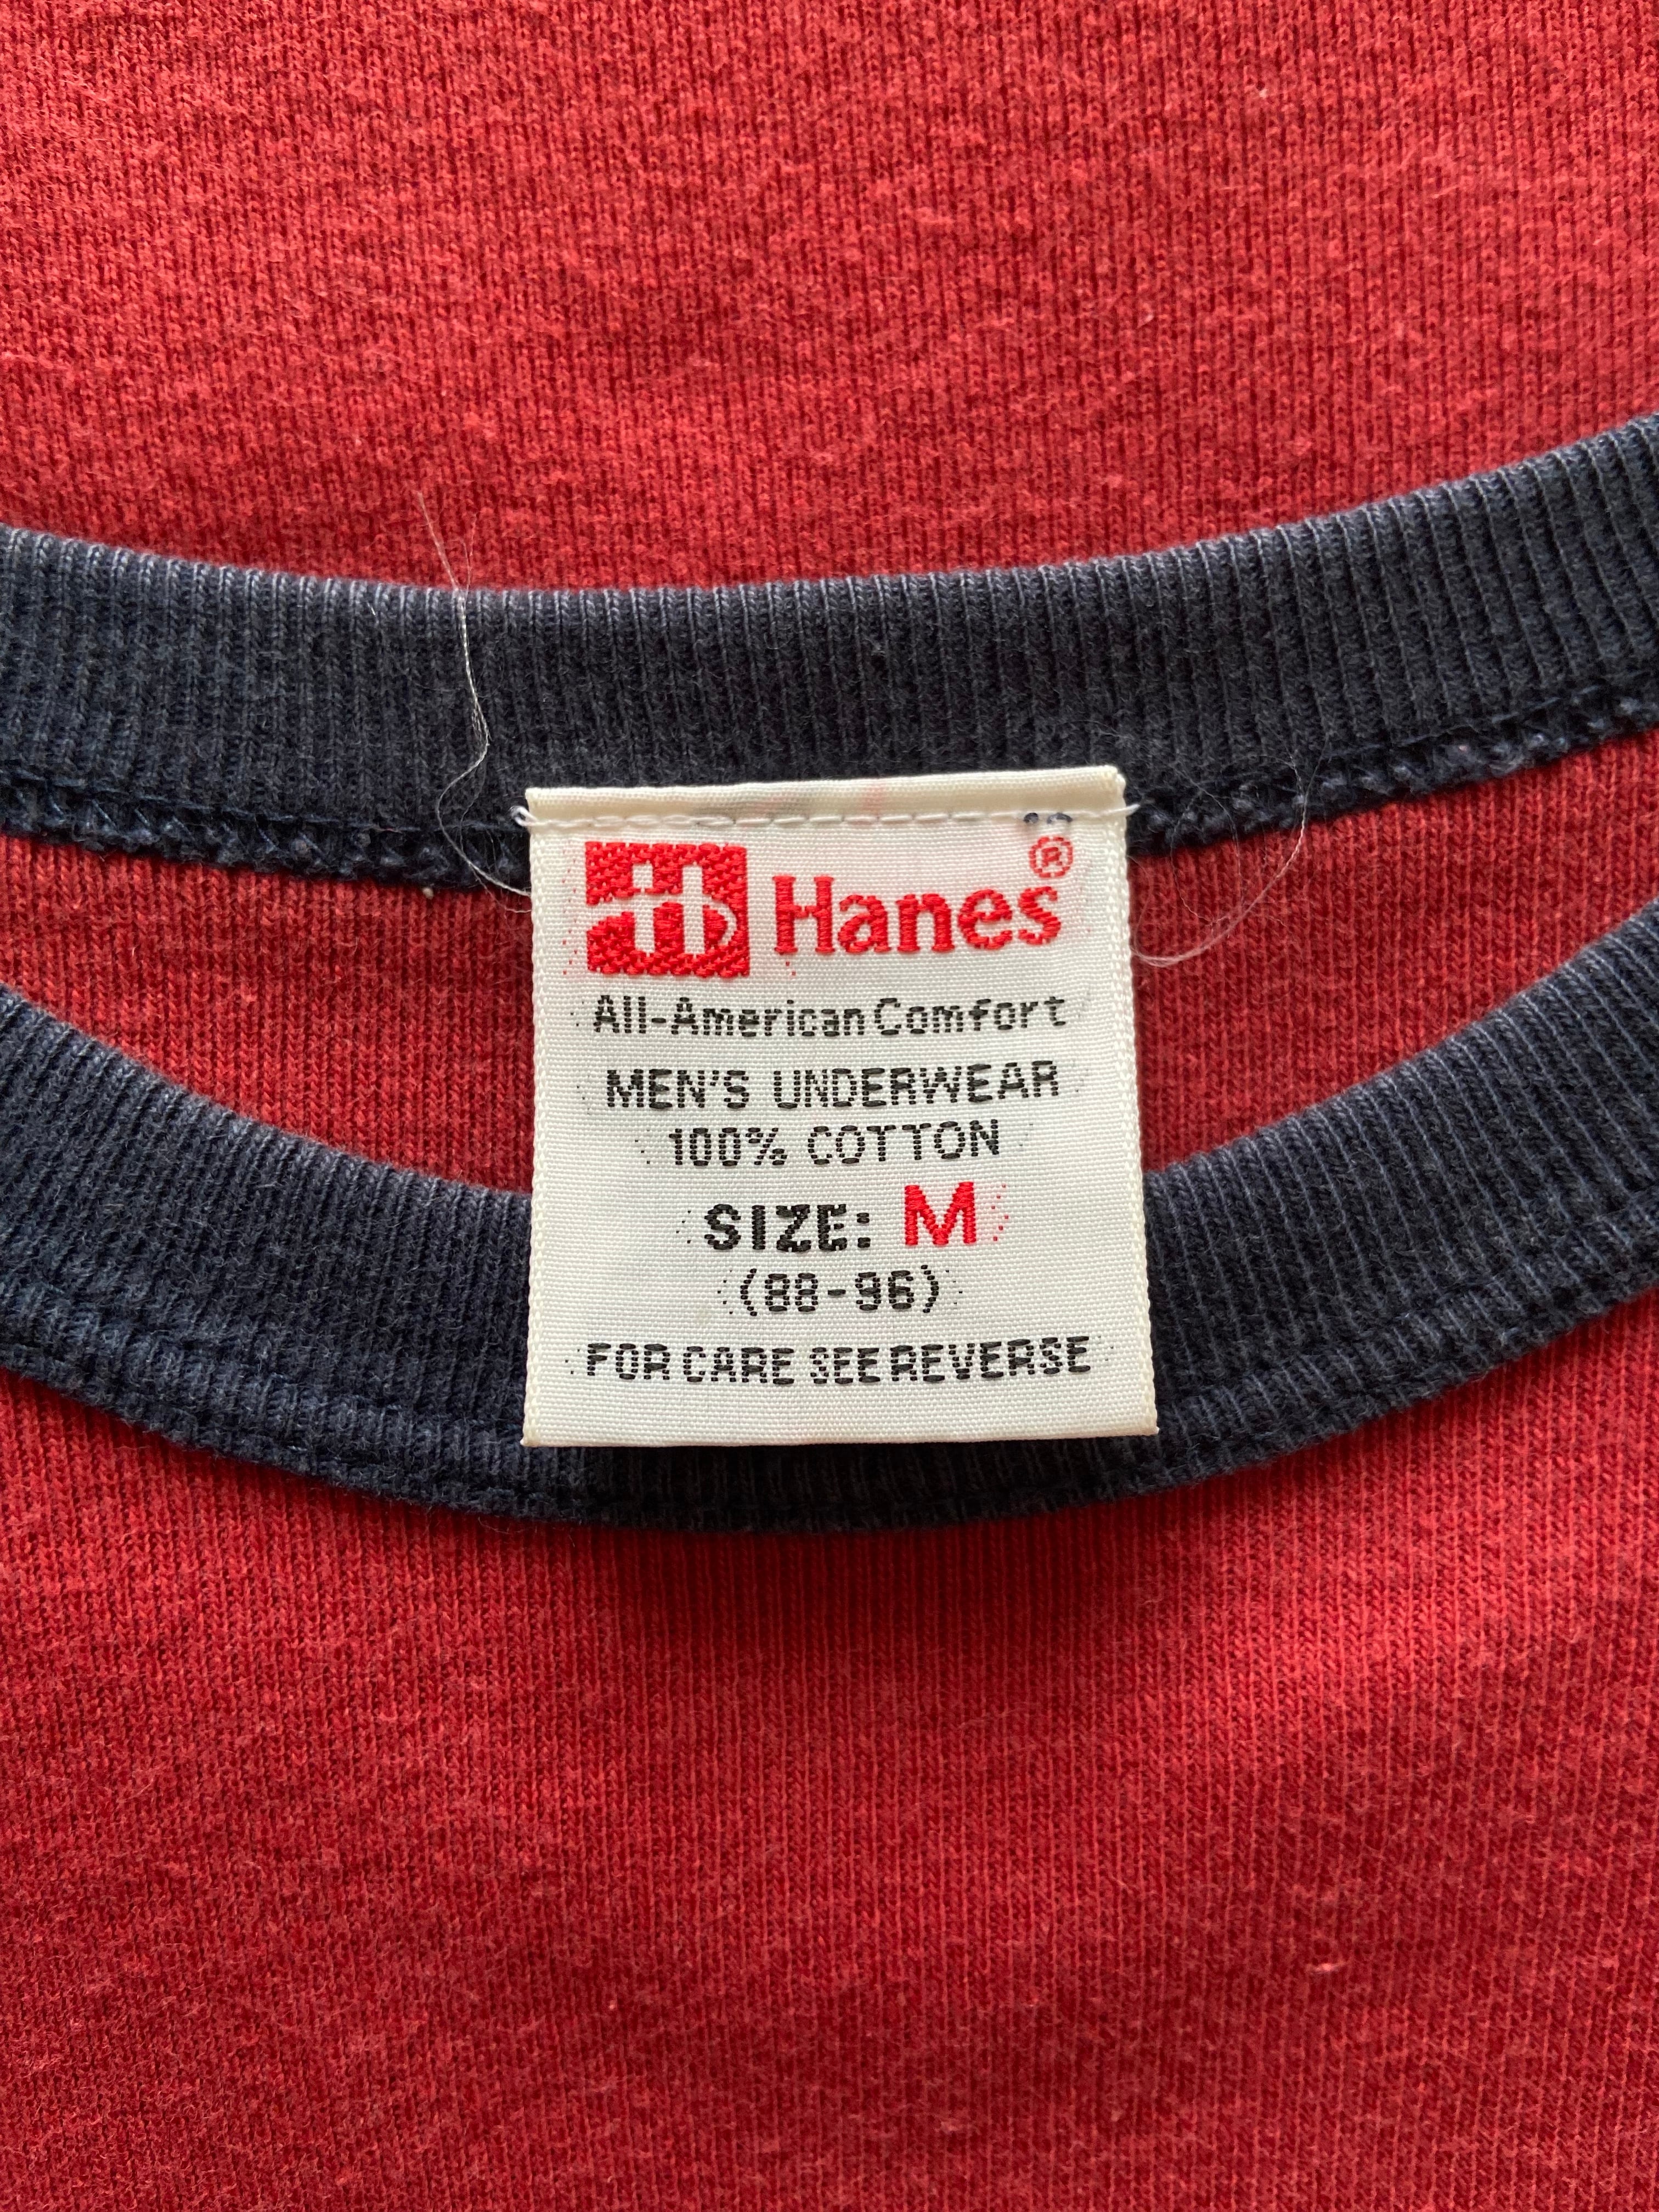 Hanes®
All-American Comfort
MEN'S UNDERWEAR
100% COTTON
SIZE: M
(88-96)
FOR CARE SEE REVERSE